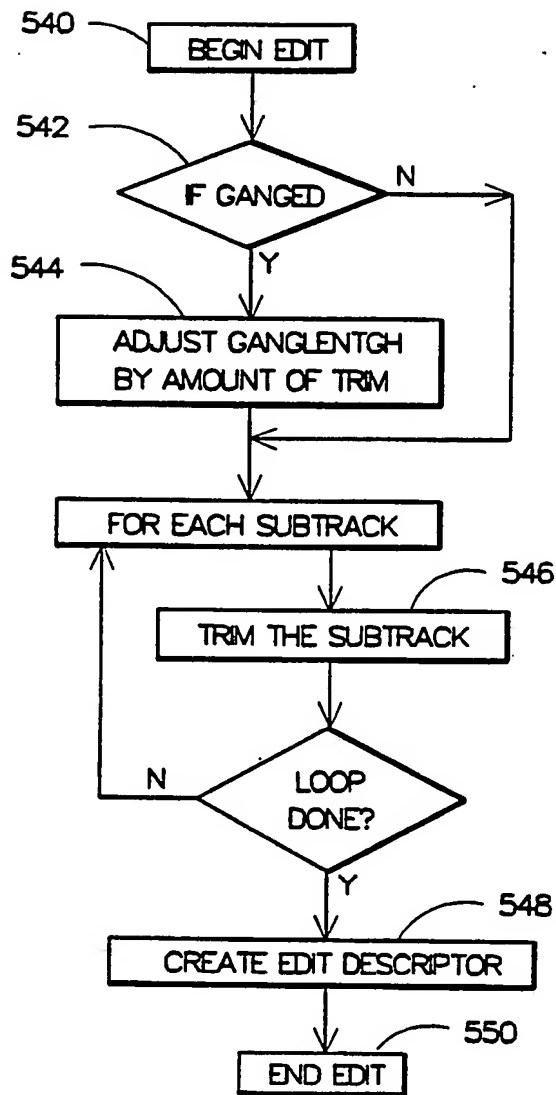 540
BEGIN EDIT
542
IF GANGED
N
Y
544
ADJUST GANGLENTGH
BY AMOUNT OF TRIM
FOR EACH SUBTRACK
546
TRIM THE SUBTRACK
N
LOOP
DONE?
Y
548
CREATE EDIT DESCRIPTOR
550
END EDIT